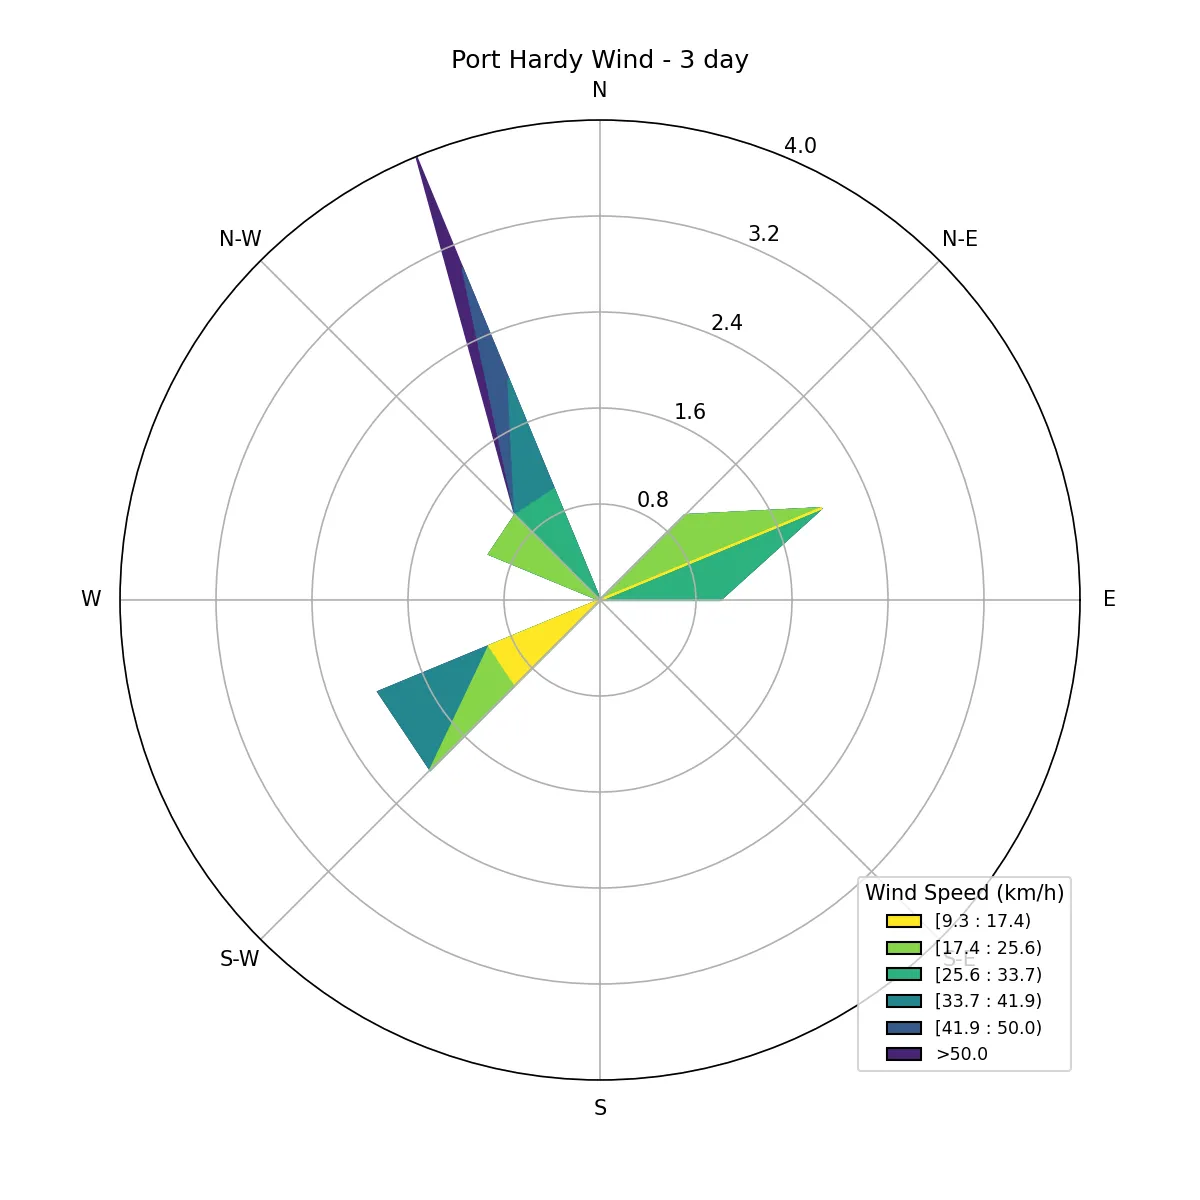 Port Hardy Wind - 3 day
N
4.0
N-W
3.2
N-E
2.4
1.6
0.8
W
E
S-W
S-E
Wind Speed (km/h)
[9.3 : 17.4)
[17.4 : 25.6)
[25.6 : 33.7)
[33.7 : 41.9)
[41.9 : 50.0)
>50.0
S